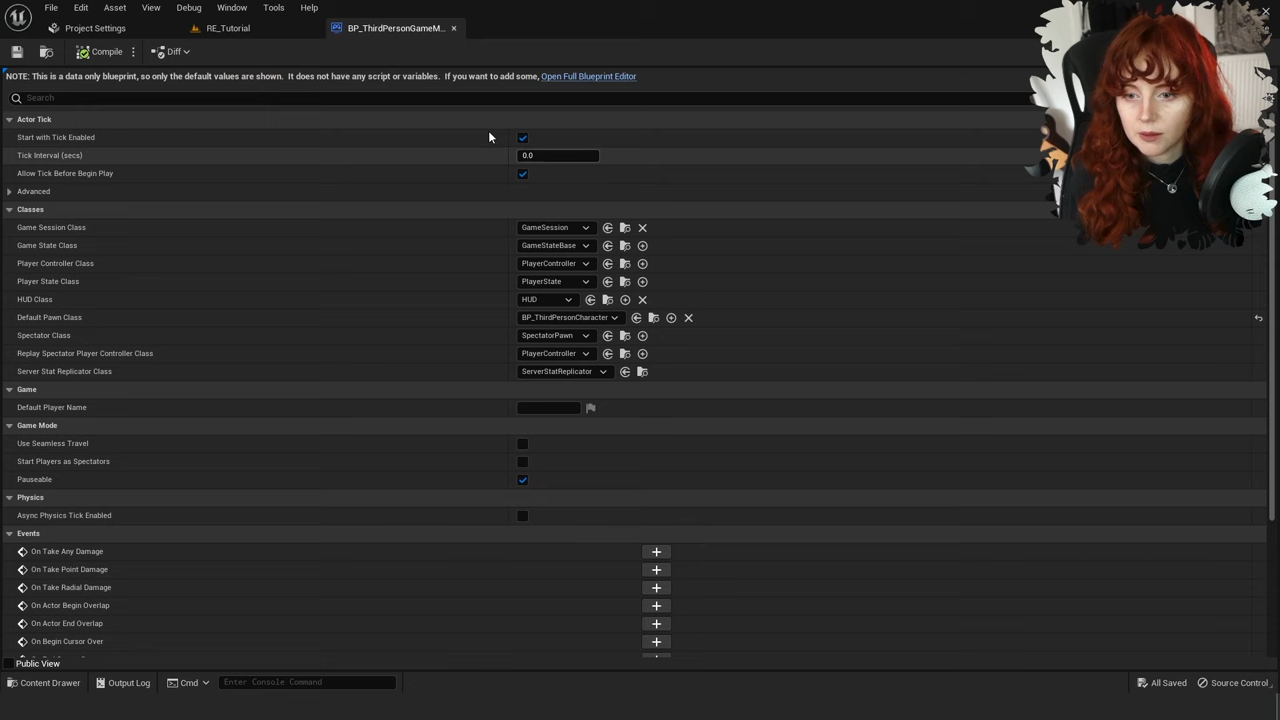 File Edit Asset View Debug Window Tools Help
Project Settings RE_Tutorial BP_ThirdPersonGameM...
Compile Diff
NOTE: This is a data only blueprint, so only the default values are shown. It does not have any script or variables. If you want to add some, Open Full Blueprint Editor
Search
Actor Tick
Start with Tick Enabled
Tick Interval (secs) 0.0
Allow Tick Before Begin Play
Advanced
Classes
Game Session Class GameSession
Game State Class GameStateBase
Player Controller Class PlayerController
Player State Class PlayerState
HUD Class HUD
Default Pawn Class BP_ThirdPersonCharacter
Spectator Class SpectatorPawn
Replay Spectator Player Controller Class PlayerController
Server Stat Replicator Class ServerStatReplicator
Game
Default Player Name
Game Mode
Use Seamless Travel
Start Players as Spectators
Pauseable
Physics
Async Physics Tick Enabled
Events
On Take Any Damage
On Take Point Damage
On Take Radial Damage
On Actor Begin Overlap
On Actor End Overlap
On Begin Cursor Over
Public View
Content Drawer Output Log Cmd Enter Console Command All Saved Source Control